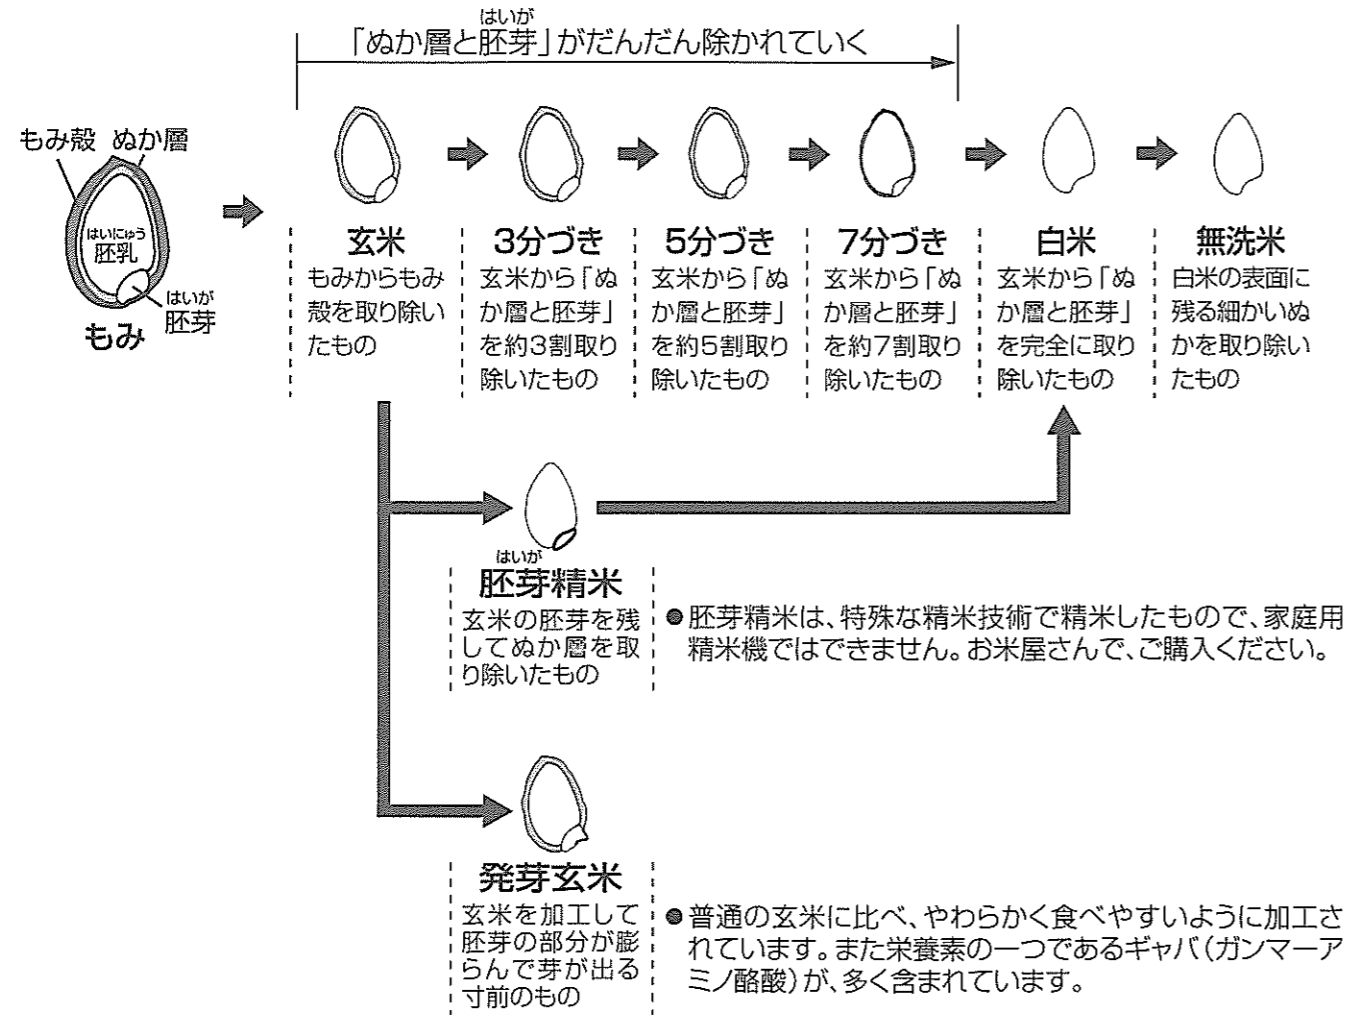 「ぬか層と胚芽」がだんだん除かれていく
はいが
もみ殻 ぬか層
はいにゅう
胚乳
はいが
胚芽
もみ
玄米
もみからもみ
殻を取り除い
たもの
3分づき
玄米から「ぬ
か層と胚芽」
を約3割取り
除いたもの
5分づき
玄米から「ぬ
か層と胚芽」
を約5割取り
除いたもの
7分づき
玄米から「ぬ
か層と胚芽」
を約7割取り
除いたもの
白米
玄米から「ぬ
か層と胚芽」
を完全に取り
除いたもの
無洗米
白米の表面に
残る細かいぬ
かを取り除い
たもの
はいが
胚芽精米
玄米の胚芽を残
してぬか層を取
り除いたもの
●胚芽精米は、特殊な精米技術で精米したもので、家庭用
精米機ではできません。お米屋さんで、ご購入ください。
発芽玄米
玄米を加工して
胚芽の部分が膨
らんで芽が出る
寸前のもの
●普通の玄米に比べ、やわらかく食べやすいように加工さ
れています。また栄養素の一つであるギャバ(ガンマーア
ミノ酪酸)が、多く含まれています。